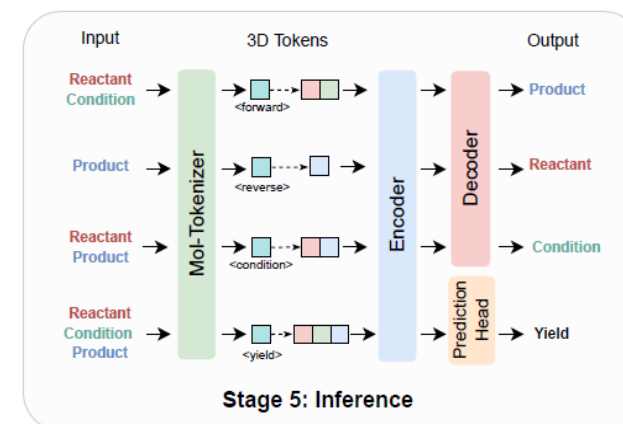 Input 3D Tokens Output
Reactant
Condition
<forward>
Product
Product
<reverse>
Reactant
Reactant
Product
<condition>
Condition
Reactant
Condition
Product
<yield>
Yield
Mol-Tokenizer
Encoder
Decoder
Prediction
Head
Stage 5: Inference